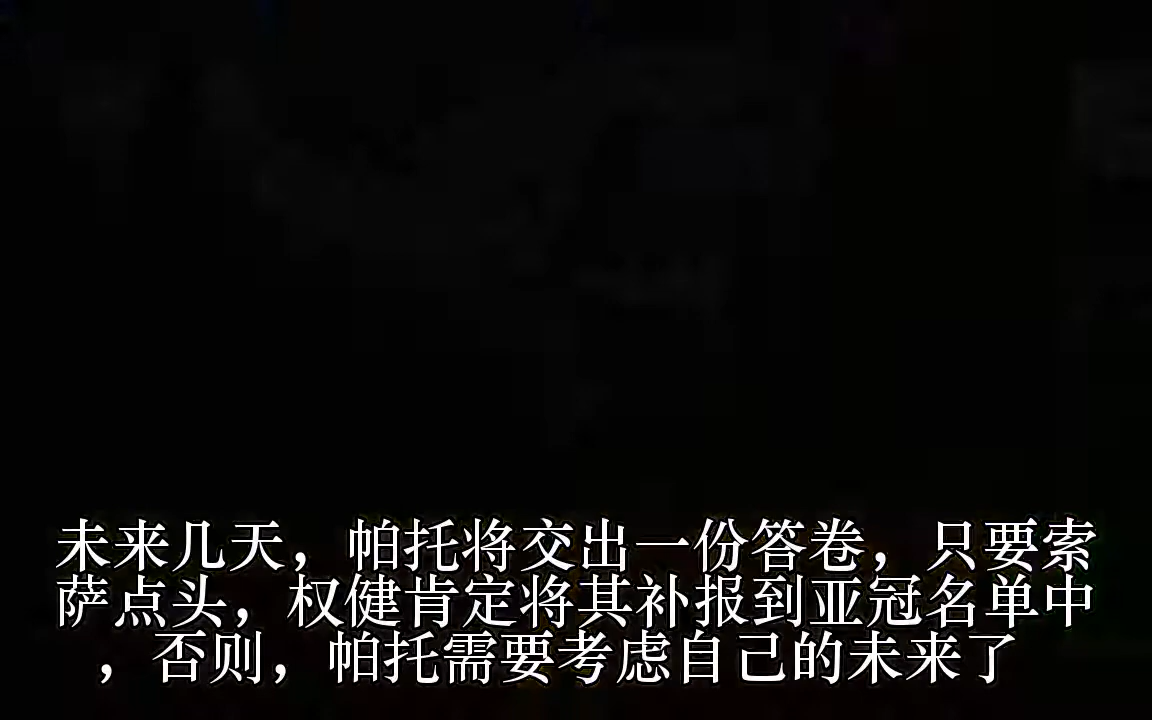 未来几天，帕托将交出一份答卷，只要索
萨点头，权健肯定将其补报到亚冠名单中
，否则，帕托需要考虑自己的未来了